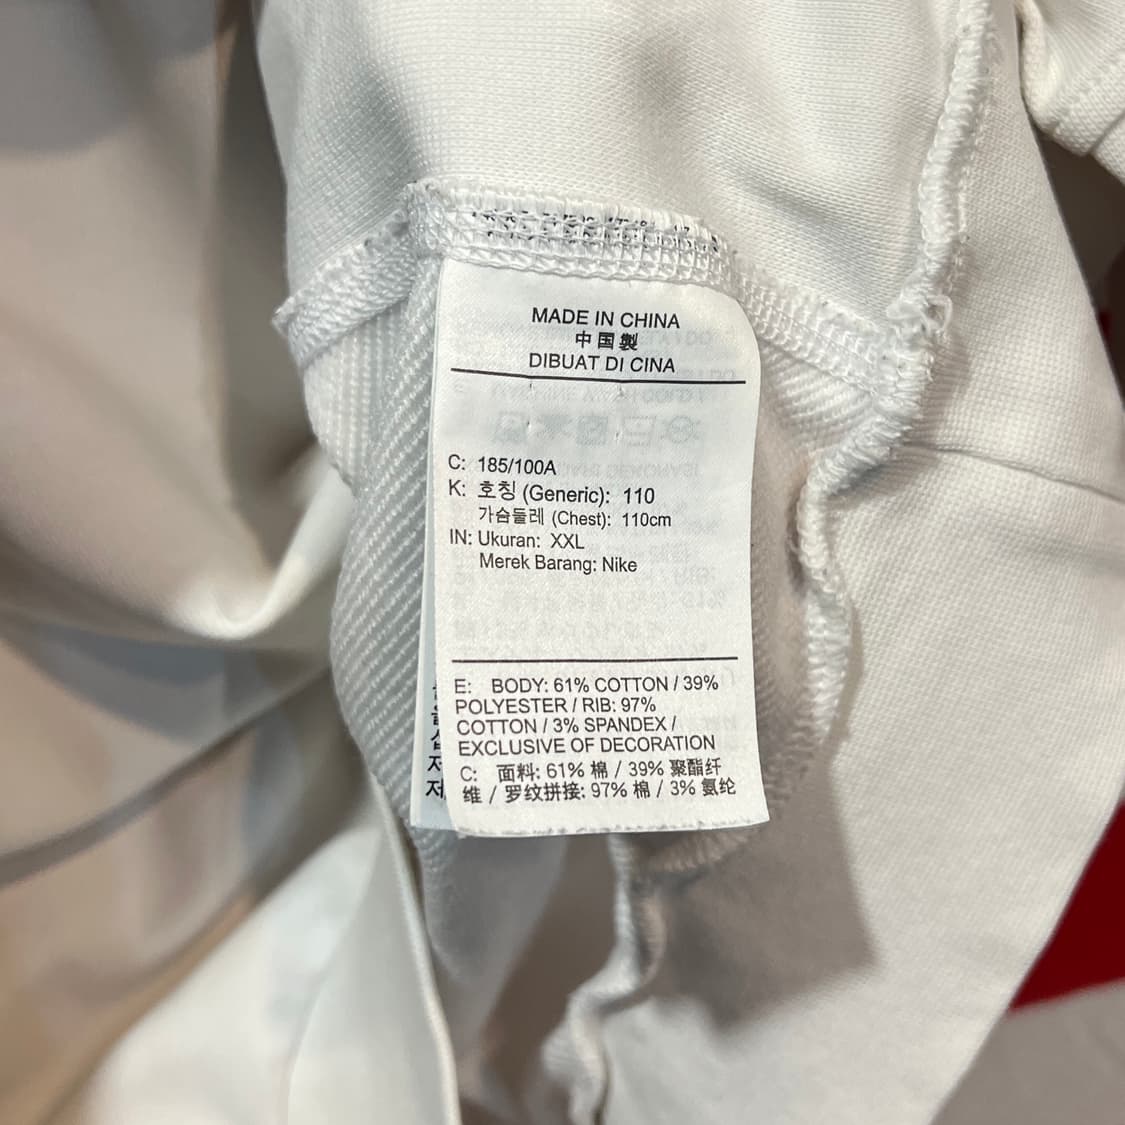 MADE IN CHINA
中国製
DIBUAT DI CINA
C: 185/100A
K: 호칭 (Generic): 110
가슴둘레 (Chest): 110cm
IN: Ukuran: XXL
Merek Barang: Nike
E: BODY: 61% COTTON / 39%
POLYESTER / RIB: 97%
COTTON / 3% SPANDEX /
EXCLUSIVE OF DECORATION
C: 面料: 61% 棉 / 39% 聚酯纤
维 / 罗纹拼接: 97% 棉 / 3% 氨纶